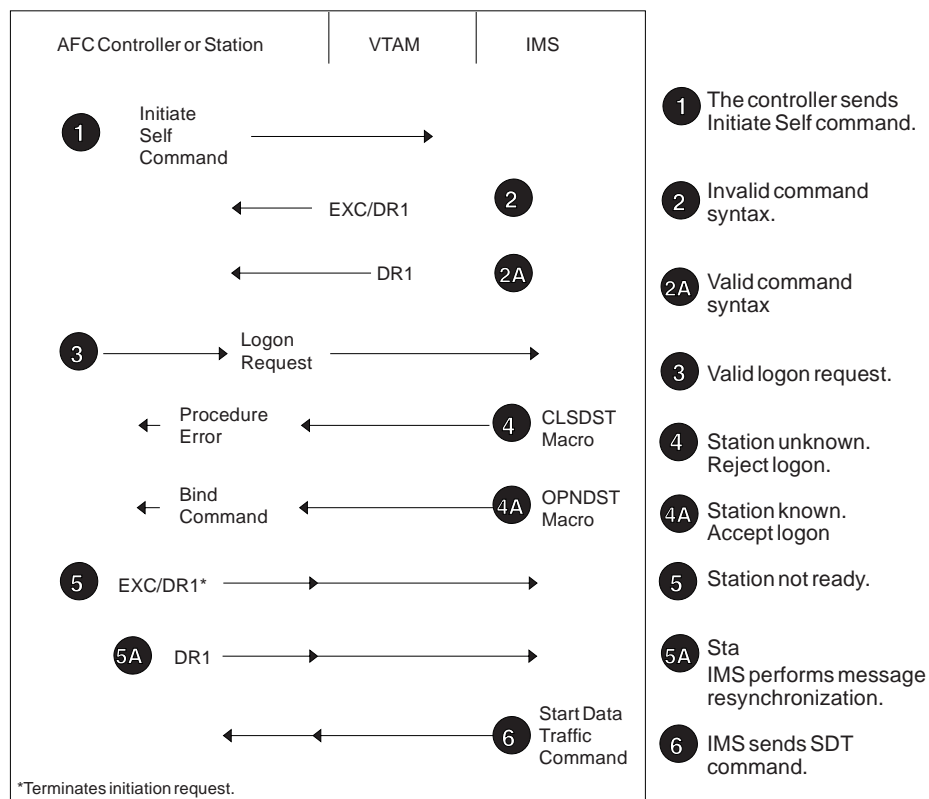 AFC Controller or Station VTAM IMS
1 Initiate
Self
Command
EXC/DR1 2
DR1 2A
3 Logon
Request
Procedure
Error
4 CLSDST
Macro
Bind
Command
4A OPNDST
Macro
5 EXC/DR1*
5A DR1
6 Start Data
Traffic
Command
*Terminates initiation request.
1 The controller sends
Initiate Self command.
2 Invalid command
syntax.
2A Valid command
syntax
3 Valid logon request.
4 Station unknown.
Reject logon.
4A Station known.
Accept logon
5 Station not ready.
5A Sta
IMS performs message
resynchronization.
6 IMS sends SDT
command.